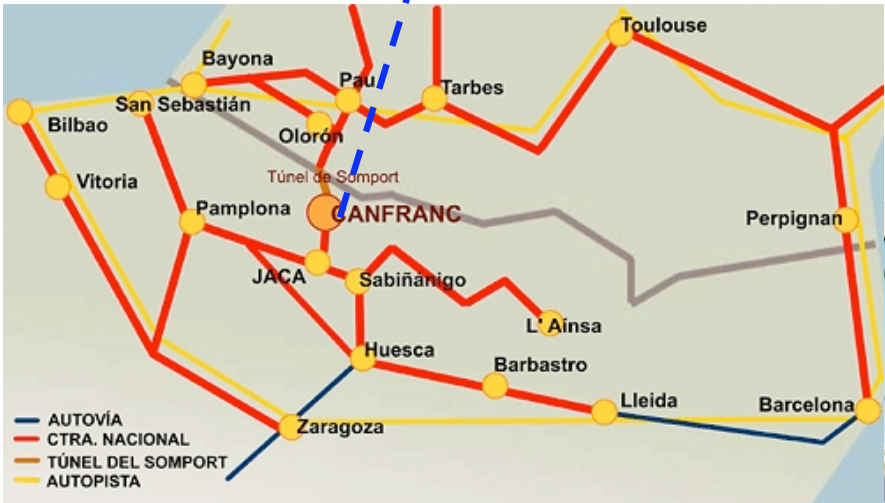 Toulouse
Bayona
Pau
Tarbes
San Sebastián
Bilbao
Olorón
Túnel de Somport
Vitoria
Pamplona
CANFRANC
Perpignan
JACA
Sabiñánigo
L' Aínsa
Huesca
Barbastro
Lleida
Barcelona
Zaragoza
AUTOVÍA
CTRA. NACIONAL
TÚNEL DEL SOMPORT
AUTOPISTA